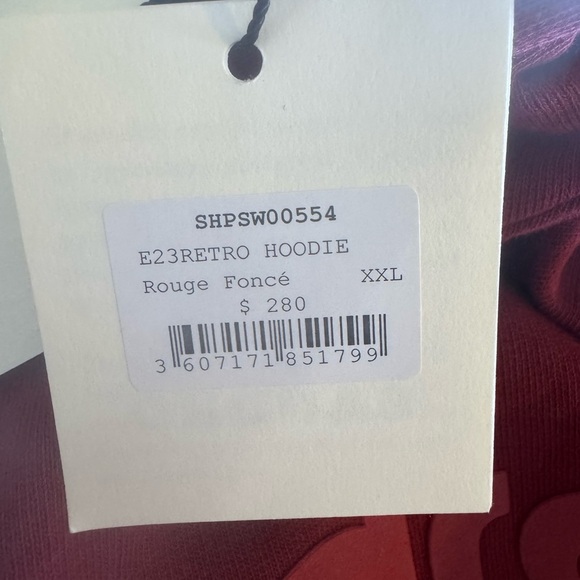 SHPSW00554
E23RETRO HOODIE
Rouge Foncé XXL
$ 280
3 607171 851799